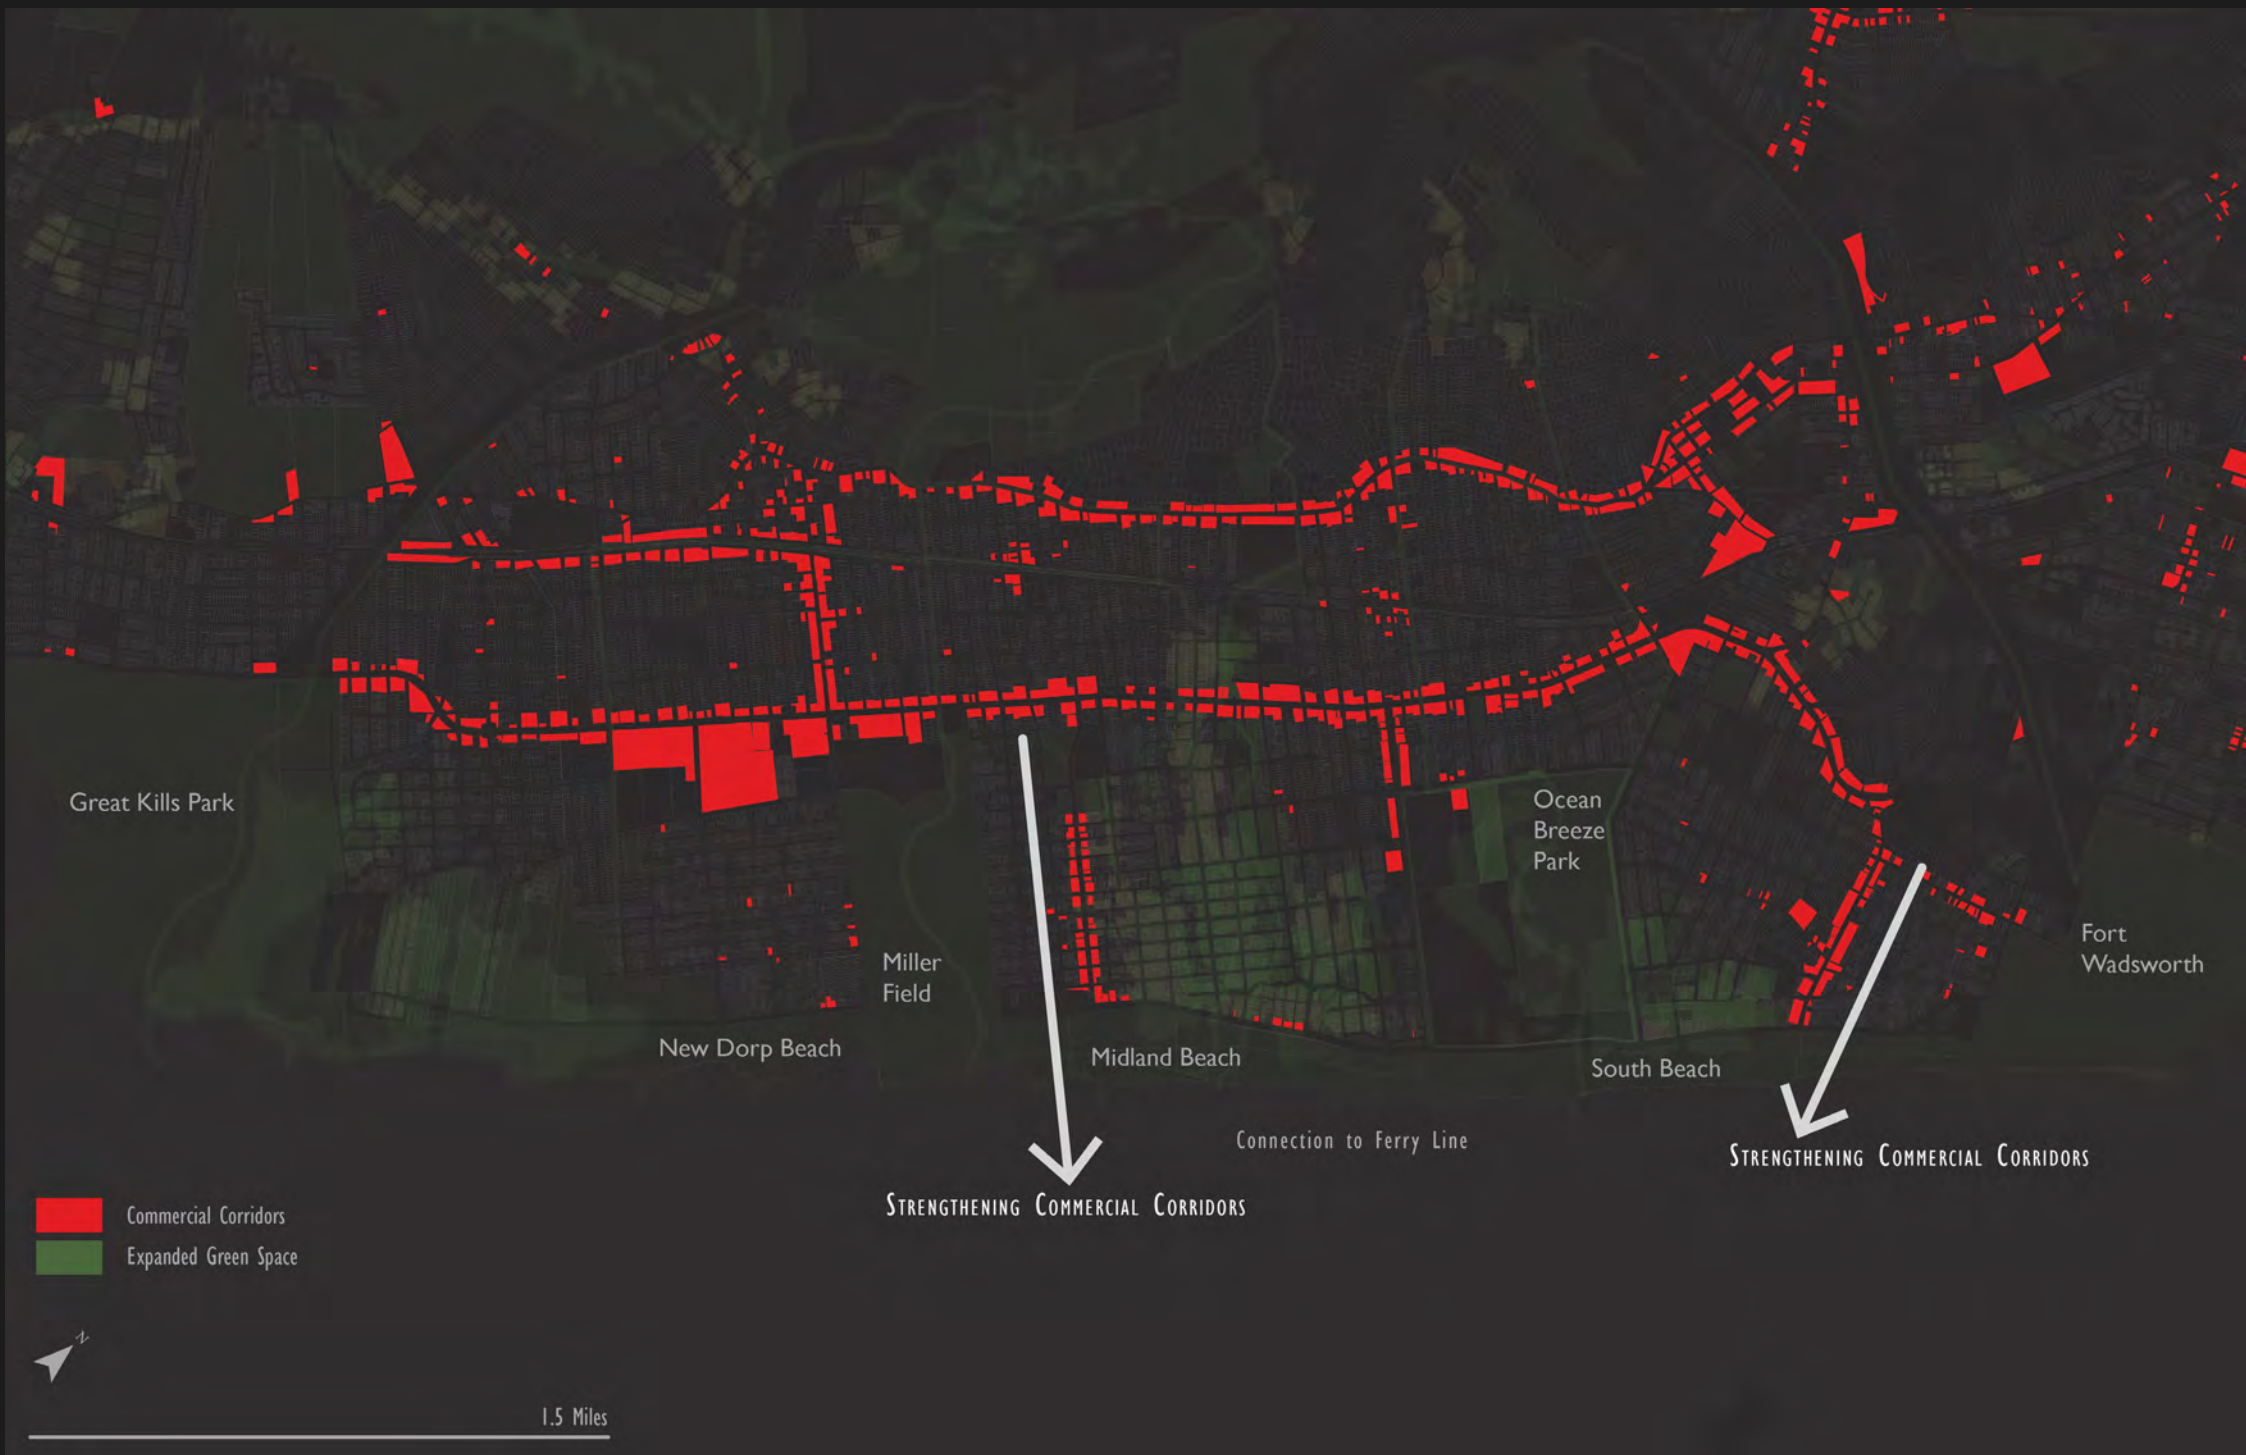 Great Kills Park
Ocean
Breeze
Park
Miller
Field
Fort
Wadsworth
New Dorp Beach
Midland Beach
South Beach
Connection to Ferry Line
Strengthening Commercial Corridors
Strengthening Commercial Corridors
Commercial Corridors
Expanded Green Space
N
1.5 Miles